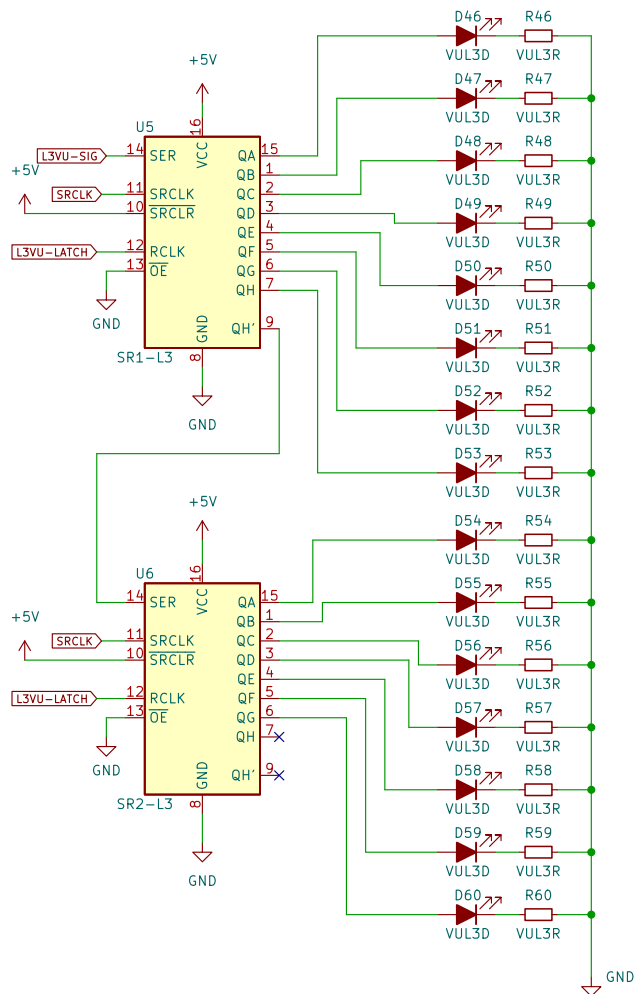 D46 R46
VUL3D VUL3R
+5V
D47 R47
VUL3D VUL3R
U5
16
VCC
L3VU-SIG 14 SER QA 15
+5V
QB 1
SRCLK 11 SRCLK QC 2
10 SRCLR QD 3
QE 4
L3VU-LATCH 12 RCLK QF 5
13 OE QG 6
QH 7
GND
GND QH' 9
SR1-L3 8
GND
D48 R48
VUL3D VUL3R
D49 R49
VUL3D VUL3R
D50 R50
VUL3D VUL3R
D51 R51
VUL3D VUL3R
D52 R52
VUL3D VUL3R
D53 R53
VUL3D VUL3R
+5V
U6
16
VCC
14 SER QA 15
+5V
QB 1
SRCLK 11 SRCLK QC 2
10 SRCLR QD 3
QE 4
L3VU-LATCH 12 RCLK QF 5
13 OE QG 6
QH 7
GND
GND QH' 9
SR2-L3 8
GND
D54 R54
VUL3D VUL3R
D55 R55
VUL3D VUL3R
D56 R56
VUL3D VUL3R
D57 R57
VUL3D VUL3R
D58 R58
VUL3D VUL3R
D59 R59
VUL3D VUL3R
D60 R60
VUL3D VUL3R
GND